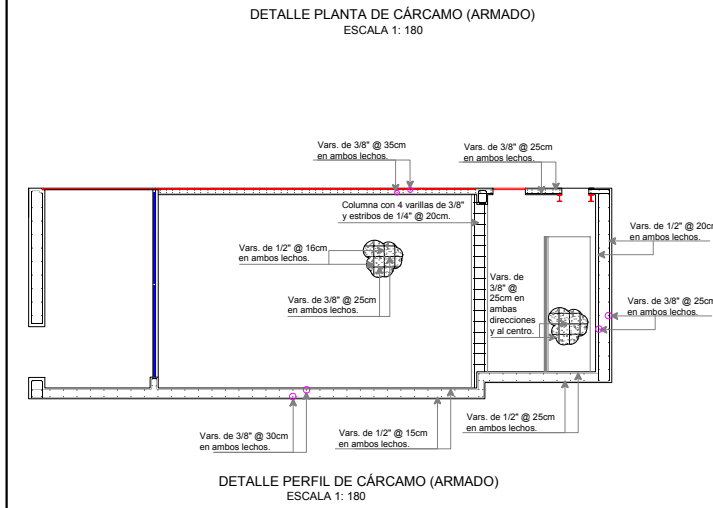 DETALLE PLANTA DE CÁRCAMO (ARMADO)
ESCALA 1: 180
Vars. de 3/8" @ 35cm
en ambos lechos.
Vars. de 3/8" @ 25cm
en ambos lechos.
Columna con 4 varillas de 3/8"
y estribos de 1/4" @ 20cm.
Vars. de 1/2" @ 20cm
en ambos lechos.
Vars. de 1/2" @ 16cm
en ambos lechos.
Vars. de 3/8" @ 25cm
en ambos lechos.
Vars. de
3/8" @
25cm en
ambas
direcciones
y al centro.
Vars. de 3/8" @ 25cm
en ambos lechos.
Vars. de 3/8" @ 30cm
en ambos lechos.
Vars. de 1/2" @ 15cm
en ambos lechos.
Vars. de 1/2" @ 25cm
en ambos lechos.
DETALLE PERFIL DE CÁRCAMO (ARMADO)
ESCALA 1: 180